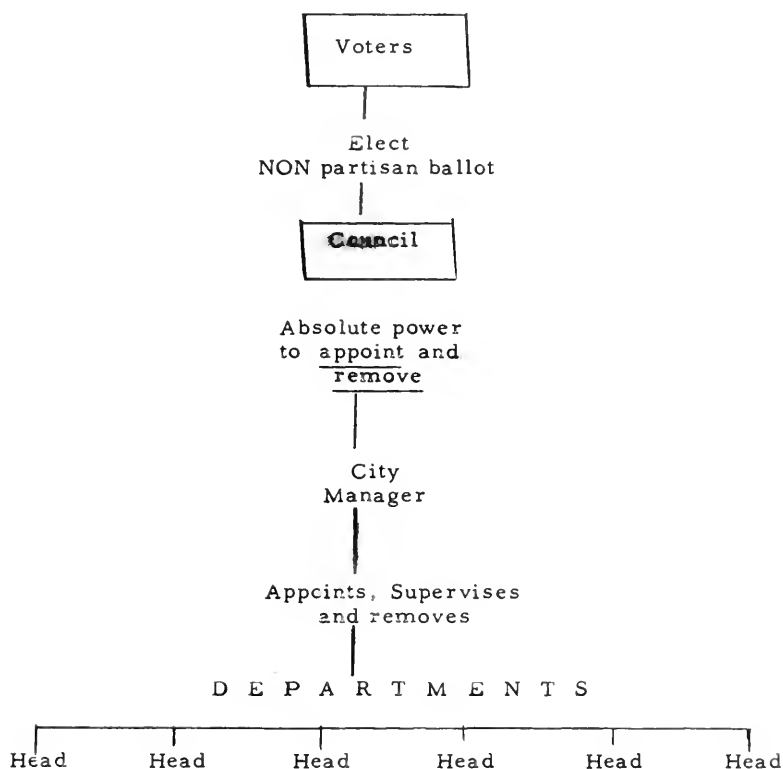 Voters
Elect
NON partisan ballot
Council
Absolute power
to appoint and
remove
City
Manager
Appoints, Supervises
and removes
D E P A R T M E N T S
Head Head Head Head Head Head